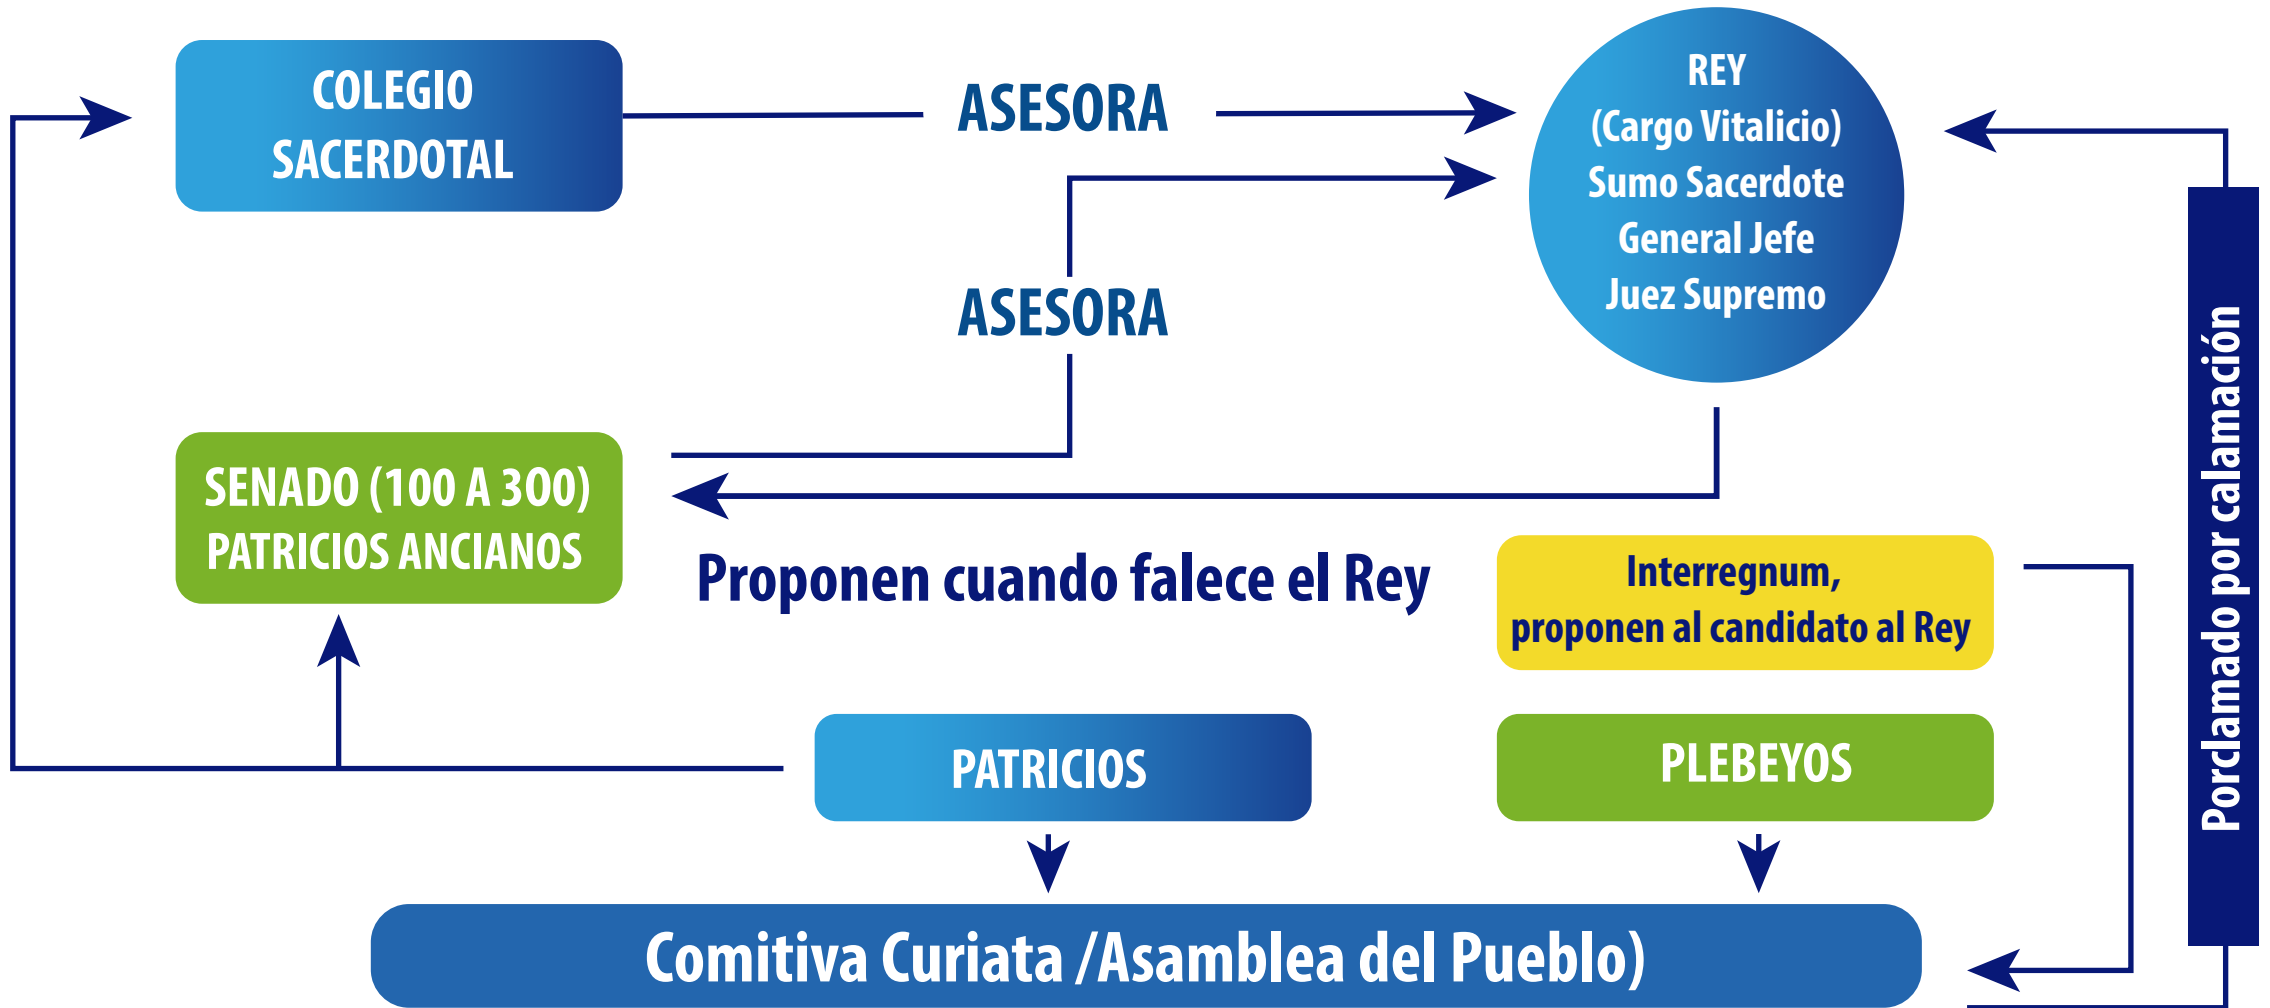 COLEGIO
SACERDOTAL
ASESORA
REY
(Cargo Vitalicio)
Sumo Sacerdote
General Jefe
Juez Supremo
ASESORA
SENADO (100 A 300)
PATRICIOS ANCIANOS
Proponen cuando falece el Rey
Interregnum,
proponen al candidato al Rey
Porclamado por calamación
PATRICIOS
PLEBEYOS
Comitiva Curiata /Asamblea del Pueblo)